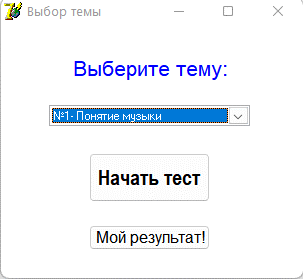 Выбор темы
Выберите тему:
№1- Понятие музыки
Начать тест
Мой результат!